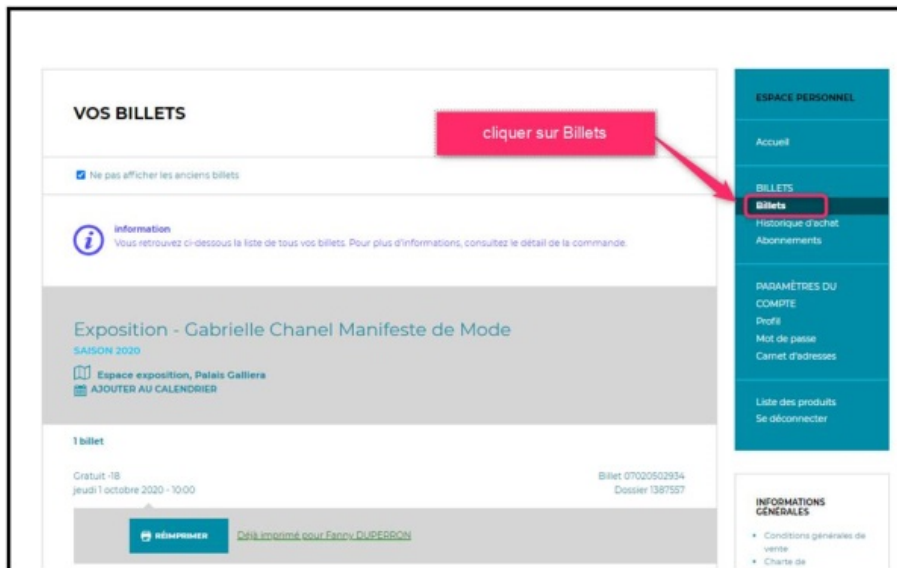 VOS BILLETS
cliquer sur Billets
Ne pas afficher les anciens billets
information
Vous retrouvez ci-dessous la liste de tous vos billets. Pour plus d'informations, consultez le détail de la commande.
Exposition - Gabrielle Chanel Manifeste de Mode
SAISON 2020
Espace exposition, Palais Galliera
AJOUTER AU CALENDRIER
1 billet
Gratuit -18
Billet 07020502934
jeudi 1 octobre 2020 - 10:00
Dossier 1387557
RÉIMPRIMER
Déjà imprimé pour Fanny DUPERRON
ESPACE PERSONNEL
Accueil
BILLETS
Billets
Historique d'achat
Abonnements
PARAMÈTRES DU
COMPTE
Profil
Mot de passe
Carnet d'adresses
Liste des produits
Se déconnecter
INFORMATIONS
GÉNÉRALES
Conditions générales de
vente
Charte de